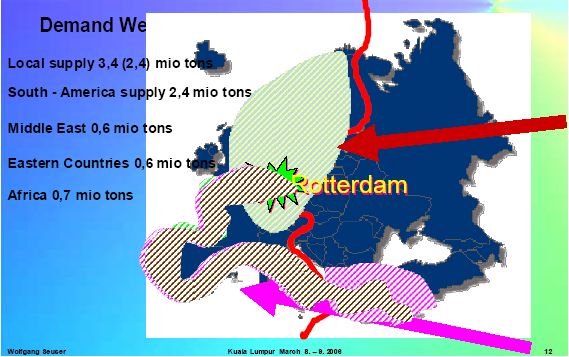 Demand We
Local supply 3,4 (2,4) mio tons
South - America supply 2,4 mio tons
Middle East 0,6 mio tons
Eastern Countries 0,6 mio tons
Rotterdam
Africa 0,7 mio tons
Wolfgang Seuser
Kuala Lumpur March 8. – 9. 2006
12